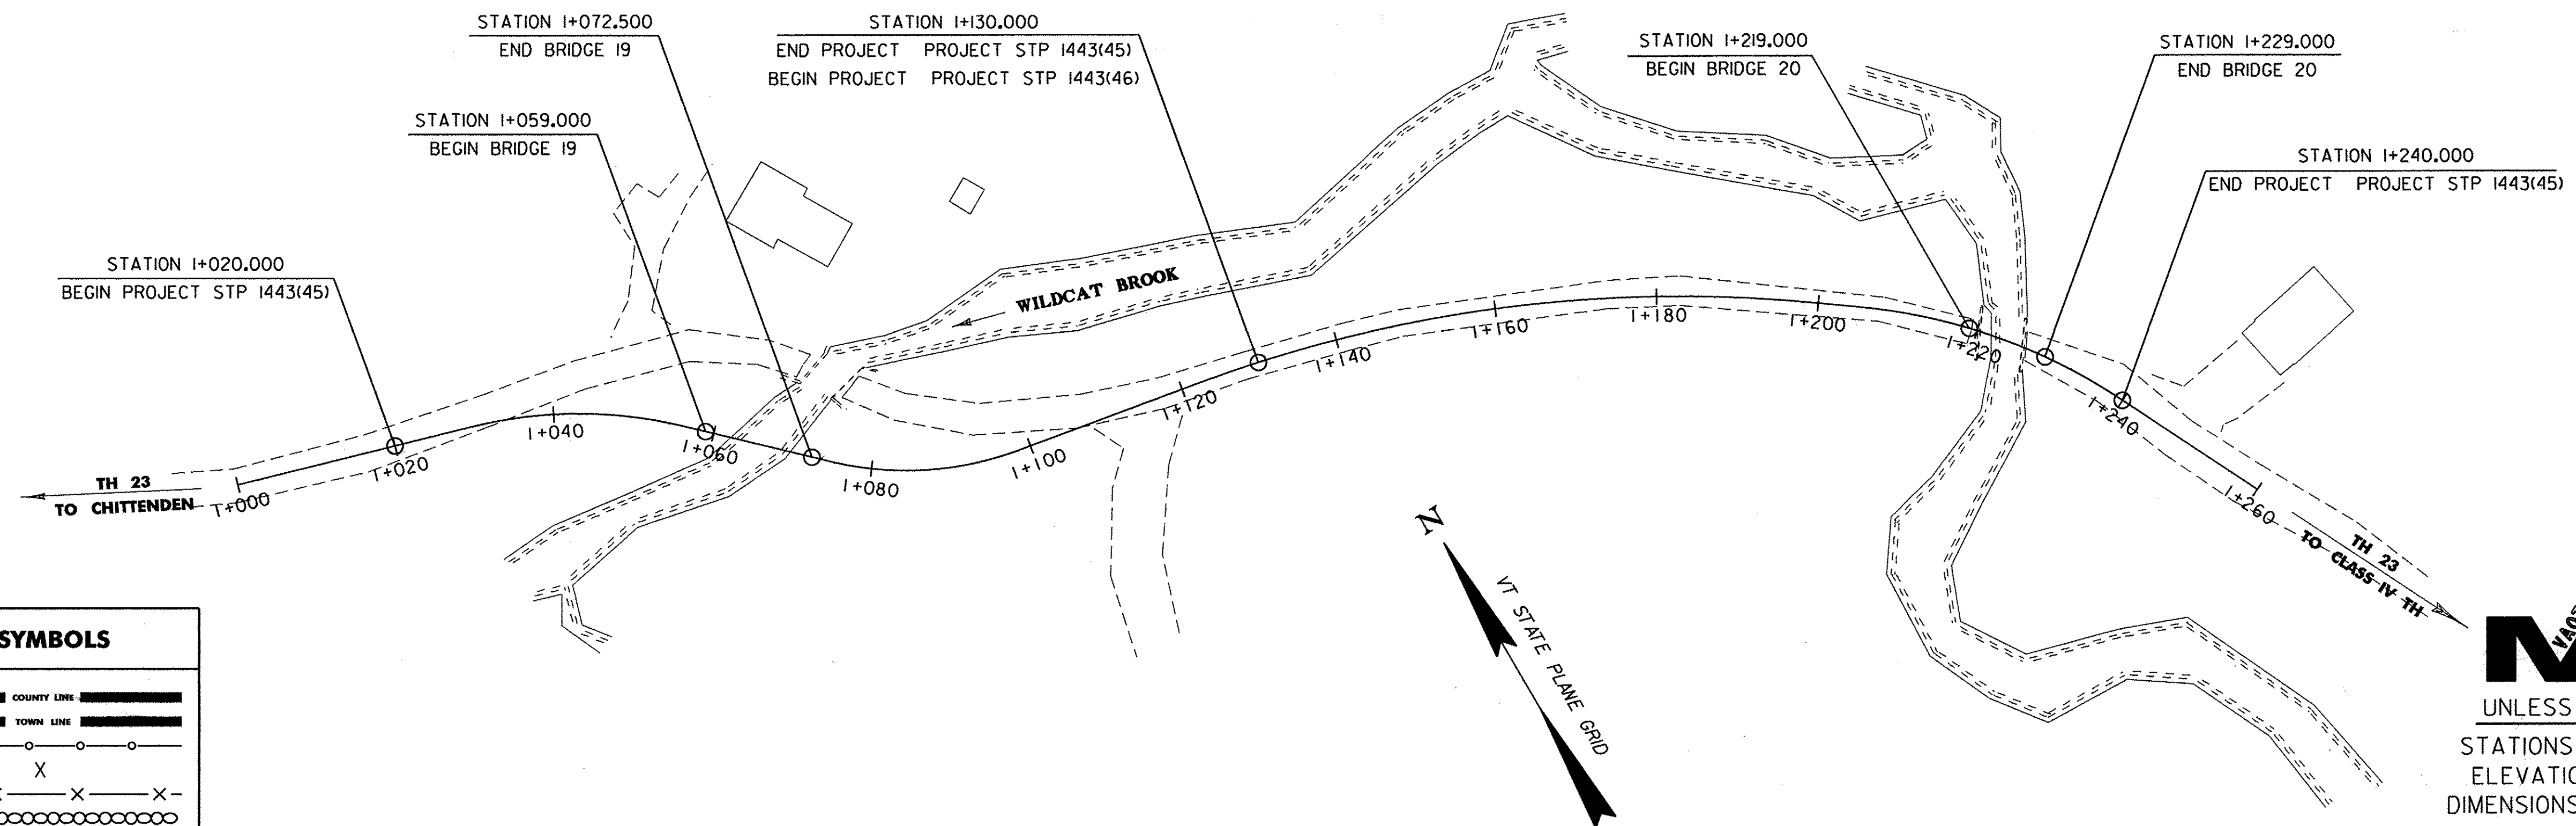 STATION 1+072.500
END BRIDGE 19
STATION 1+130.000
END PROJECT PROJECT STP 1443(45)
BEGIN PROJECT PROJECT STP 1443(46)
STATION 1+219.000
BEGIN BRIDGE 20
STATION 1+229.000
END BRIDGE 20
STATION 1+059.000
BEGIN BRIDGE 19
STATION 1+240.000
END PROJECT PROJECT STP 1443(45)
STATION 1+020.000
BEGIN PROJECT STP 1443(45)
WILDCAT BROOK
1+000
1+020
1+040
1+060
1+080
1+100
1+120
1+140
1+160
1+180
1+200
1+220
1+240
1+260
TH 23
TO CHITTENDEN
TH 23
TO CLASS IV TH
N
VT STATE PLANE GRID
SYMBOLS
COUNTY LINE
TOWN LINE
M
VAOT
UNLESS
STATIONS
ELEVATIO
DIMENSIONS